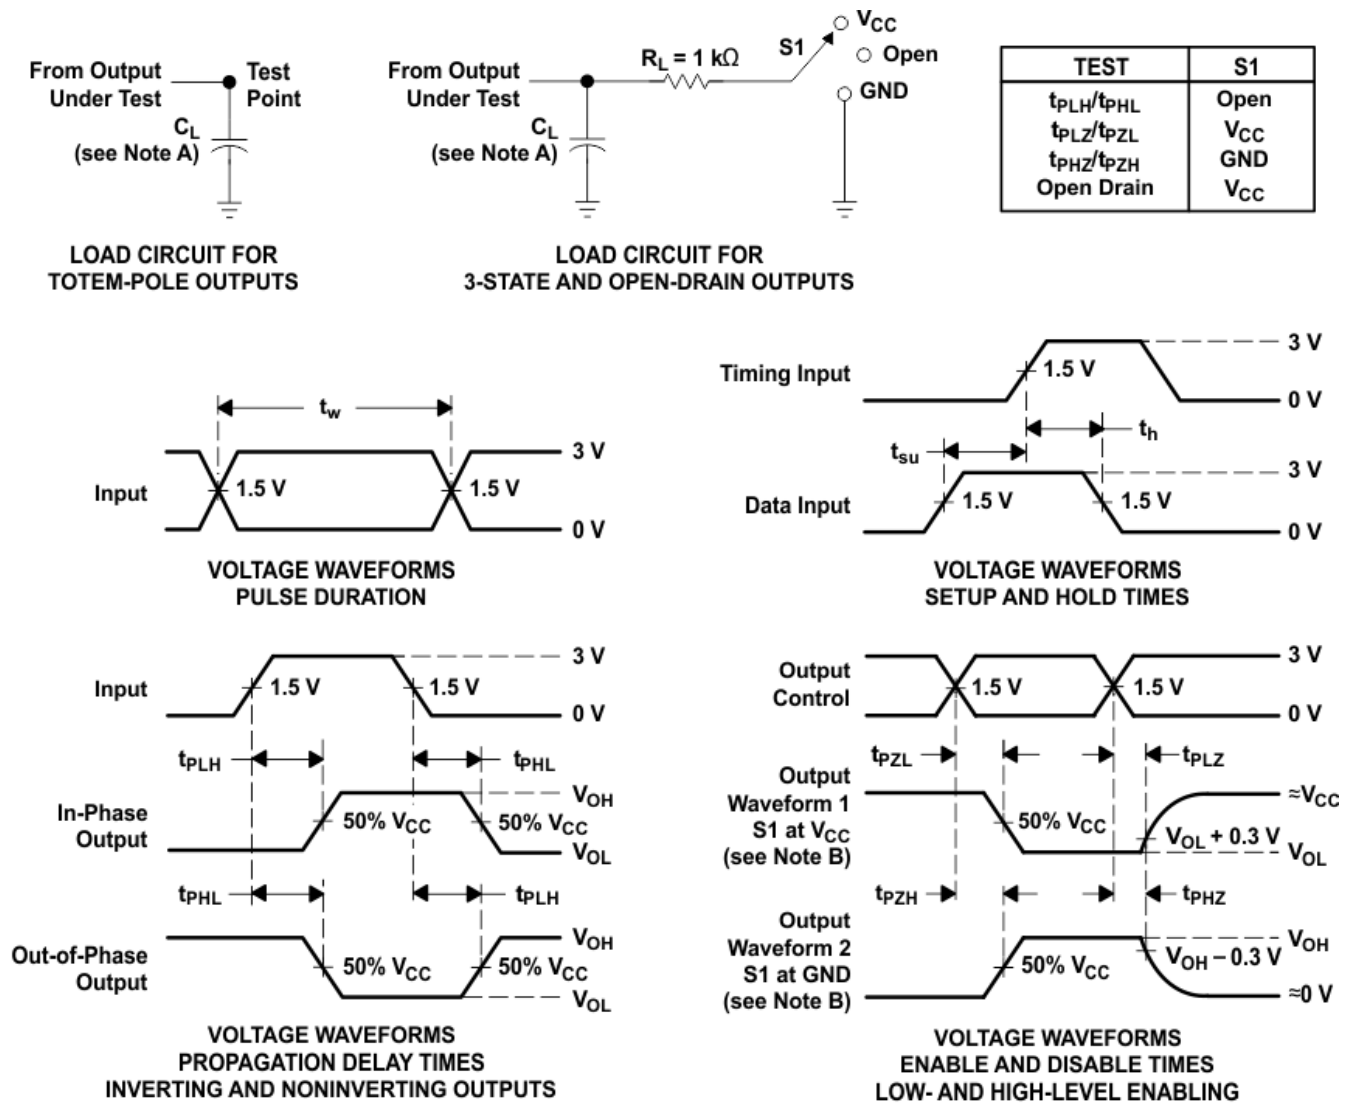 From Output
Under Test
Test
Point
CL
(see Note A)
LOAD CIRCUIT FOR
TOTEM-POLE OUTPUTS
From Output
Under Test
RL = 1 kΩ
S1
VCC
Open
GND
CL
(see Note A)
LOAD CIRCUIT FOR
3-STATE AND OPEN-DRAIN OUTPUTS
TEST S1
tPLH/tPHL Open
tPLZ/tPZL VCC
tPHZ/tPZH GND
Open Drain VCC
tw
Input
1.5 V
1.5 V
3 V
0 V
VOLTAGE WAVEFORMS
PULSE DURATION
Timing Input
1.5 V
3 V
0 V
tsu
th
Data Input
1.5 V
1.5 V
3 V
0 V
VOLTAGE WAVEFORMS
SETUP AND HOLD TIMES
Input
1.5 V
1.5 V
3 V
0 V
tPLH
tPHL
In-Phase
Output
50% VCC
50% VCC
VOH
VOL
tPHL
tPLH
Out-of-Phase
Output
50% VCC
50% VCC
VOH
VOL
VOLTAGE WAVEFORMS
PROPAGATION DELAY TIMES
INVERTING AND NONINVERTING OUTPUTS
Output
Control
1.5 V
1.5 V
3 V
0 V
tPZL
tPLZ
Output
Waveform 1
S1 at VCC
(see Note B)
50% VCC
VOL + 0.3 V
≈VCC
VOL
tPZH
tPHZ
Output
Waveform 2
S1 at GND
(see Note B)
50% VCC
VOH − 0.3 V
VOH
≈0 V
VOLTAGE WAVEFORMS
ENABLE AND DISABLE TIMES
LOW- AND HIGH-LEVEL ENABLING